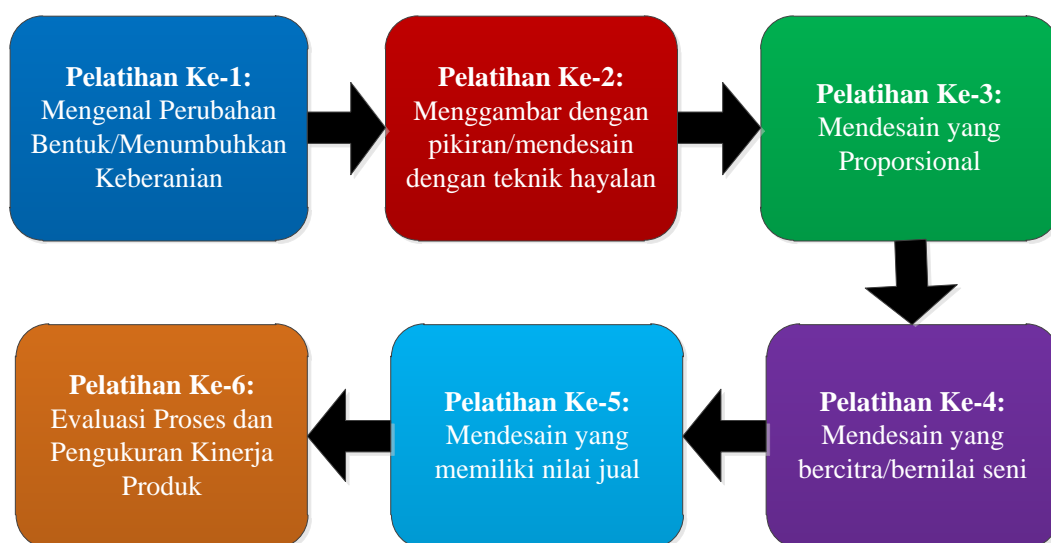 Pelatihan Ke-1:
Mengenal Perubahan
Bentuk/Menumbuhkan
Keberanian
Pelatihan Ke-2:
Menggambar dengan
pikiran/mendesain
dengan teknik hayalan
Pelatihan Ke-3:
Mendesain yang
Proporsional
Pelatihan Ke-4:
Mendesain yang
bercitra/bernilai seni
Pelatihan Ke-5:
Mendesain yang
memiliki nilai jual
Pelatihan Ke-6:
Evaluasi Proses dan
Pengukuran Kinerja
Produk